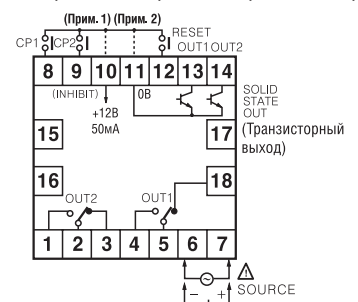 (Прим. 1) (Прим. 2)
RESET
CP1 CP2 OUT1 OUT2
8 9 10 11 12 13 14
(INHIBIT) 0В
+12В
50мА
SOLID
STATE
OUT
15 17 (Транзисторный
выход)
16 18
OUT2 OUT1
1 2 3 4 5 6 7
SOURCE
- +